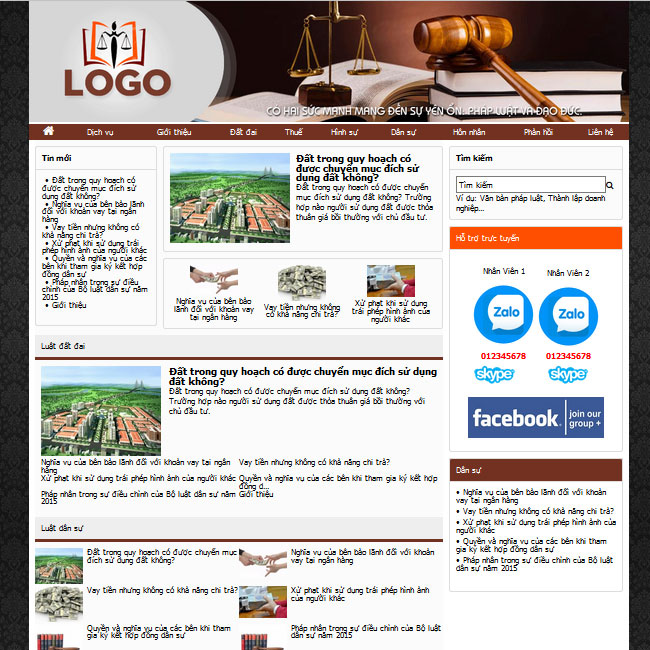 LOGO
CÓ HAI SỨC MẠNH MANG ĐẾN SỰ YÊN ỔN: PHÁP LUẬT VÀ ĐẠO ĐỨC.
Dịch vụ Giới thiệu Đất đai Thuế Hình sự Dân sự Hôn nhân Phản hồi Liên hệ
Tin mới
• Đất trong quy hoạch có
được chuyển mục đích sử
dụng đất không?
• Nghĩa vụ của bên bảo lãnh
đối với khoản vay tại ngân
hàng
• Vay tiền nhưng không có
khả năng chi trả?
• Xử phạt khi sử dụng trái
phép hình ảnh của người khác
• Quyền và nghĩa vụ của các
bên khi tham gia ký kết hợp
đồng dân sự
• Pháp nhân trong sự điều
chỉnh của Bộ luật dân sự năm
2015
• Giới thiệu
Đất trong quy hoạch có
được chuyển mục đích sử
dụng đất không?
Đất trong quy hoạch có được chuyển
mục đích sử dụng đất không? Trường
hợp nào người sử dụng đất được thỏa
thuận giá bồi thường với chủ đầu tư.
Nghĩa vụ của bên bảo
lãnh đối với khoản vay
tại ngân hàng
Vay tiền nhưng không
có khả năng chi trả?
Xử phạt khi sử dụng
trái phép hình ảnh của
người khác
Tìm kiếm
Tìm kiếm
Ví dụ: Văn bản pháp luật, Thành lập doanh
nghiệp...
Hỗ trợ trực tuyến
Nhân Viên 1
Nhân Viên 2
Zalo
Zalo
012345678
012345678
skype
skype
facebook
join our
group +
Luật đất đai
Đất trong quy hoạch có được chuyển mục đích sử dụng
đất không?
Đất trong quy hoạch có được chuyển mục đích sử dụng đất không?
Trường hợp nào người sử dụng đất được thỏa thuận giá bồi thường với
chủ đầu tư.
Nghĩa vụ của bên bảo lãnh đối với khoản vay tại ngân
hàng
Vay tiền nhưng không có khả năng chi trả?
Xử phạt khi sử dụng trái phép hình ảnh của người khác
Quyền và nghĩa vụ của các bên khi tham gia ký kết hợp
đồng d...
Pháp nhân trong sự điều chỉnh của Bộ luật dân sự năm
2015
Giới thiệu
Dân sự
• Nghĩa vụ của bên bảo lãnh đối với khoản
vay tại ngân hàng
• Vay tiền nhưng không có khả năng chi trả?
• Xử phạt khi sử dụng trái phép hình ảnh của
người khác
• Quyền và nghĩa vụ của các bên khi tham
gia ký kết hợp đồng dân sự
• Pháp nhân trong sự điều chỉnh của Bộ luật
dân sự năm 2015
Luật dân sự
Đất trong quy hoạch có được chuyển mục
đích sử dụng đất không?
Nghĩa vụ của bên bảo lãnh đối với khoản
vay tại ngân hàng
Vay tiền nhưng không có khả năng chi trả?
Xử phạt khi sử dụng trái phép hình ảnh
của người khác
Quyền và nghĩa vụ của các bên khi tham
gia ký kết hợp đồng dân sự
Pháp nhân trong sự điều chỉnh của Bộ luật
dân sự năm 2015